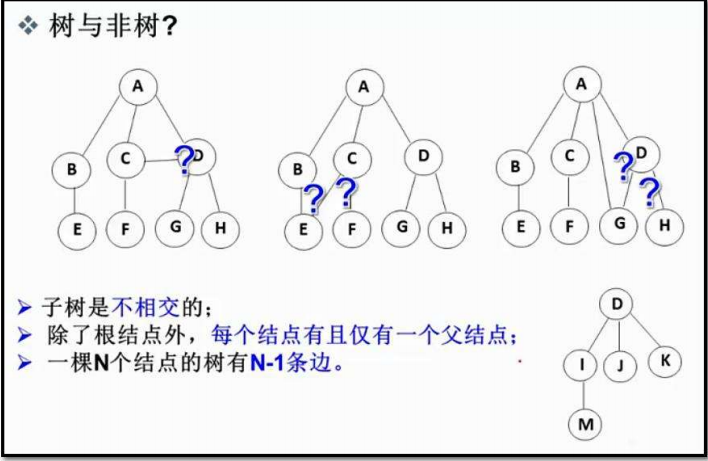 ❖ 树与非树?
A
A
A
B C ? D
B C D
B C D
? ?
? ?
E F G H
E F G H
E F G H
➢ 子树是不相交的；
➢ 除了根结点外，每个结点有且仅有一个父结点；
➢ 一棵N个结点的树有N-1条边。
D
I J K
M